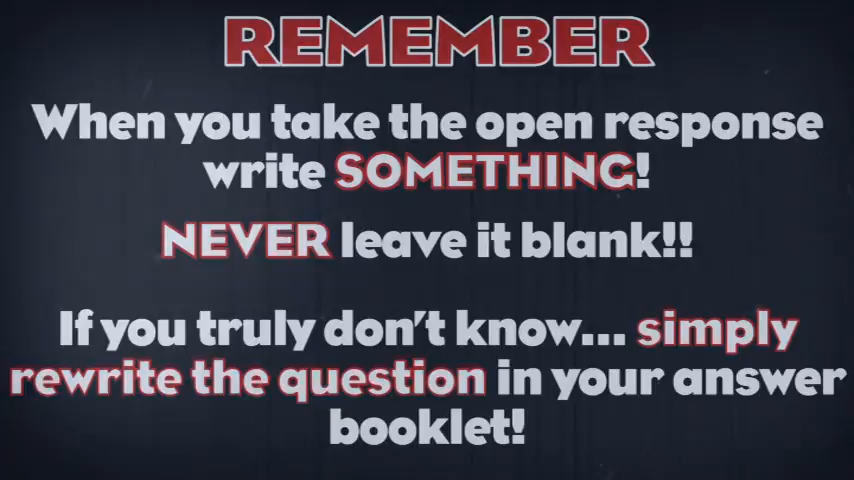 REMEMBER
When you take the open response
write SOMETHING!
NEVER leave it blank!!
If you truly don't know... simply
rewrite the question in your answer
booklet!